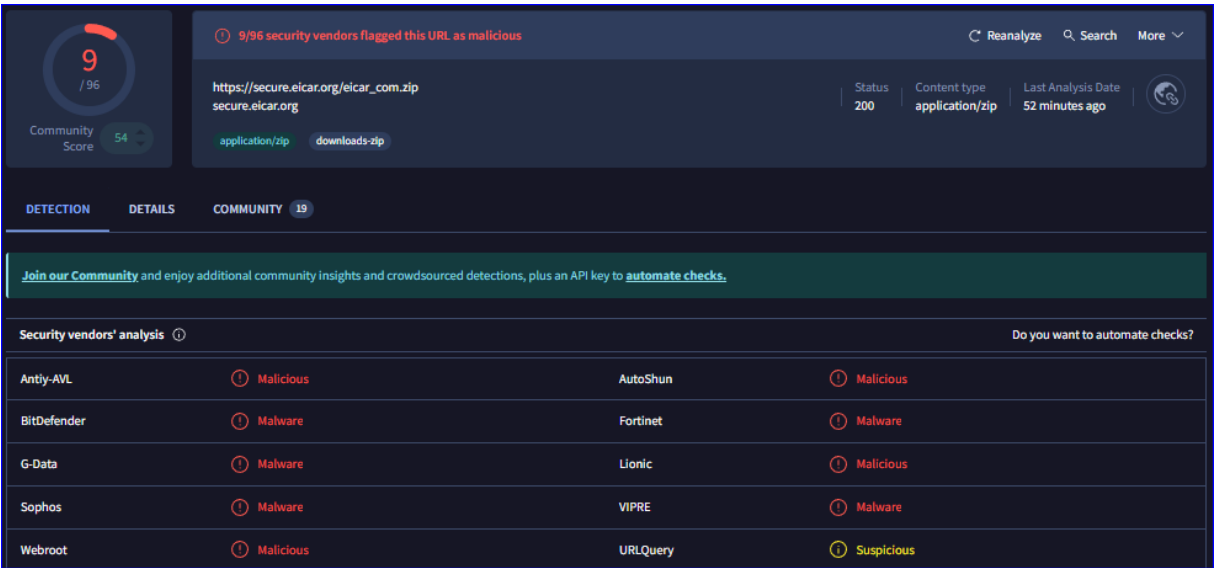 9
/ 96
Community
Score
54
9/96 security vendors flagged this URL as malicious
Reanalyze
Search
More
https://secure.eicar.org/eicar_com.zip
secure.eicar.org
application/zip
downloads-zip
Status
200
Content type
application/zip
Last Analysis Date
52 minutes ago
DETECTION
DETAILS
COMMUNITY 19
Join our Community and enjoy additional community insights and crowdsourced detections, plus an API key to automate checks.
Security vendors' analysis
Do you want to automate checks?
Antiy-AVL Malicious AutoShun Malicious
BitDefender Malware Fortinet Malware
G-Data Malware Lionic Malicious
Sophos Malware VIPRE Malware
Webroot Malicious URLQuery Suspicious